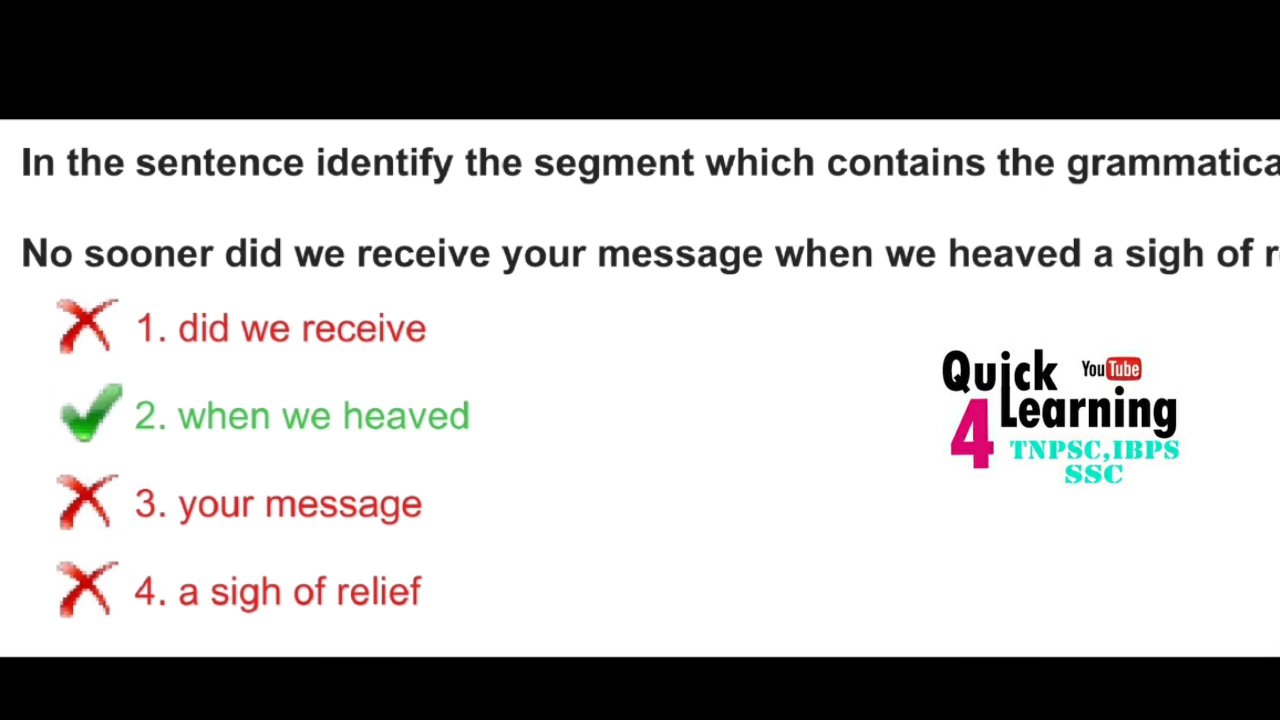 In the sentence identify the segment which contains the grammatica
No sooner did we receive your message when we heaved a sigh of r
1. did we receive
2. when we heaved
3. your message
4. a sigh of relief
Quick YouTube
4 Learning
TNPSC,IBPS
SSC